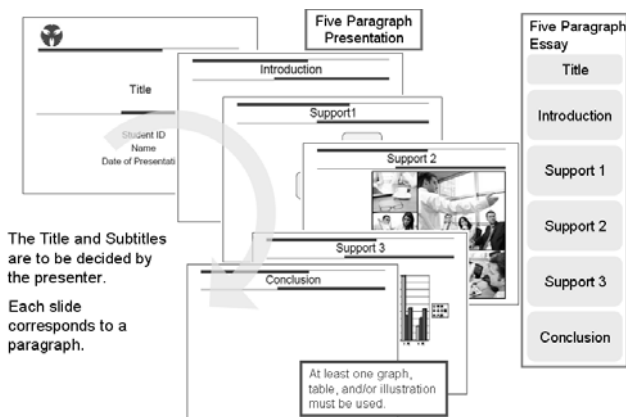 Five Paragraph
Presentation
Title
Student ID
Name
Date of Presentati
Introduction
Support1
Support 2
Support 3
Conclusion
At least one graph,
table, and/or illustration
must be used.
The Title and Subtitles
are to be decided by
the presenter.
Each slide
corresponds to a
paragraph.
Five Paragraph
Essay
Title
Introduction
Support 1
Support 2
Support 3
Conclusion